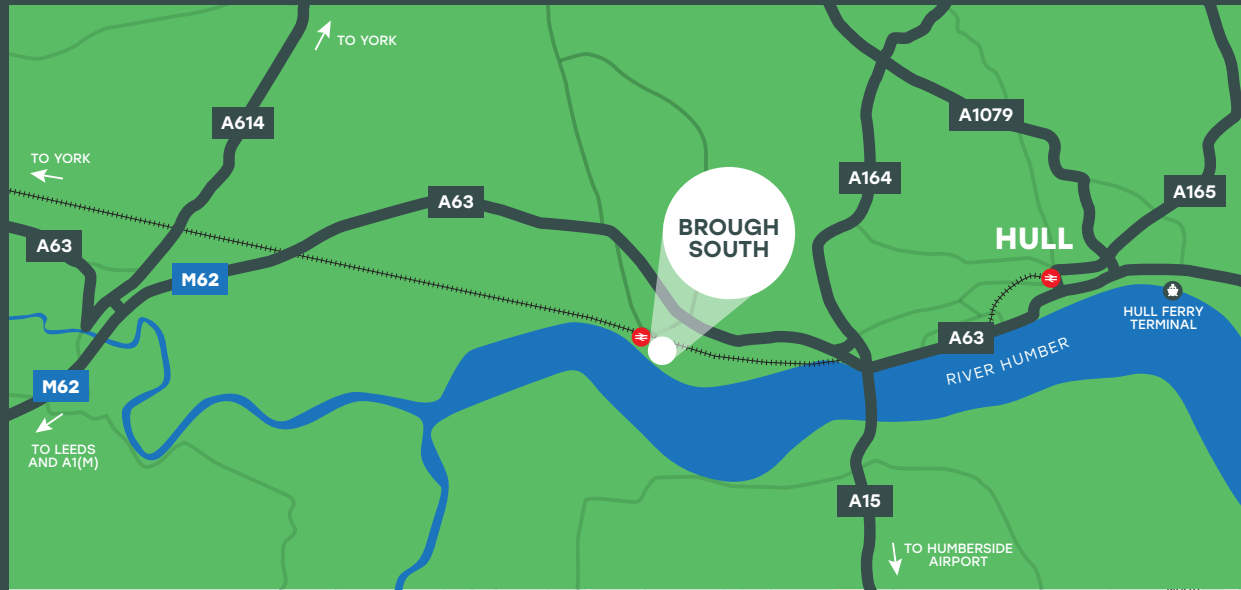 TO YORK
A614
A1079
TO YORK
A164
A165
A63
BROUGH
SOUTH
A63
HULL
M62
HULL FERRY
TERMINAL
A63
RIVER HUMBER
M62
TO LEEDS
AND A1(M)
A15
TO HUMBERSIDE
AIRPORT